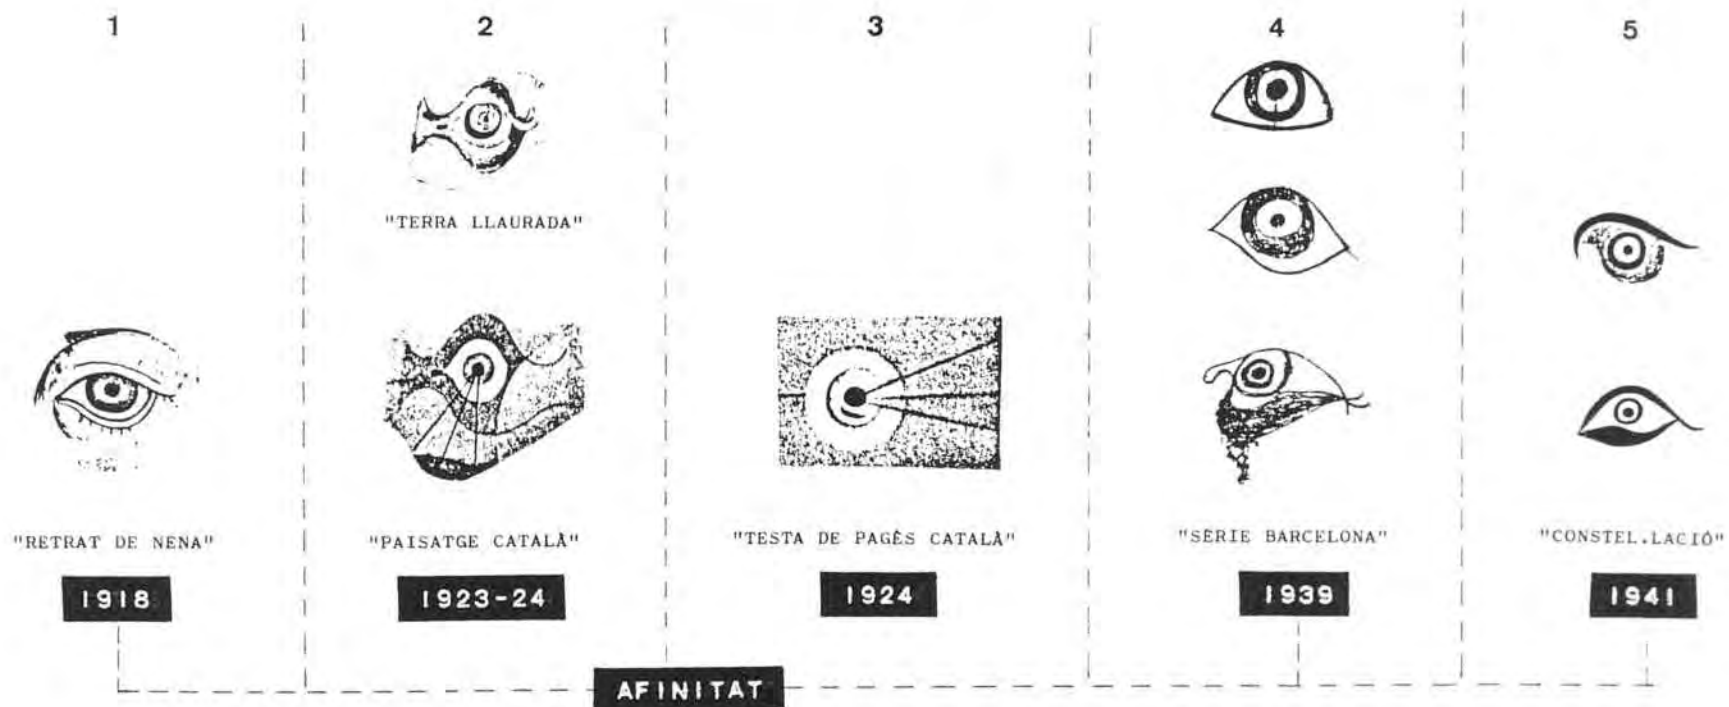 1
2
3
4
5
"TERRA LLAURADA"
"RETRAT DE NENA"
"PAISATGE CATALÀ"
"TESTA DE PAGÈS CATALÀ"
"SÈRIE BARCELONA"
"CONSTEL.LACIÓ"
1918
1923-24
1924
1939
1941
AFINITAT